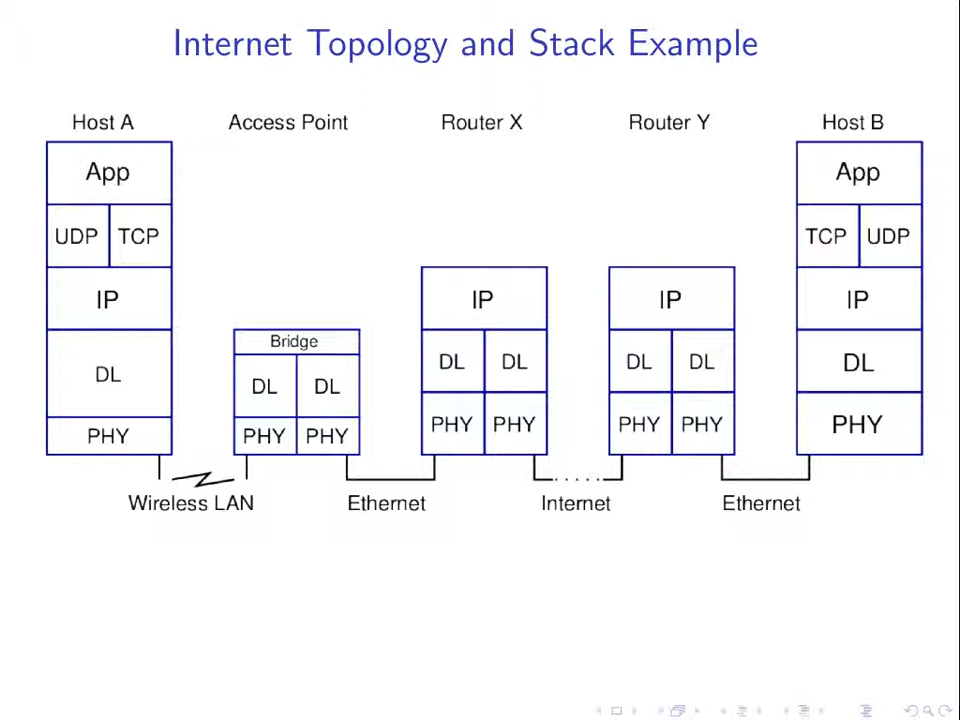 Internet Topology and Stack Example
Host A
Access Point
Router X
Router Y
Host B
App
App
UDP
TCP
TCP
UDP
IP
IP
IP
IP
Bridge
DL
DL
DL
DL
DL
DL
DL
DL
PHY
PHY
PHY
PHY
PHY
PHY
PHY
PHY
Wireless LAN
Ethernet
Internet
Ethernet